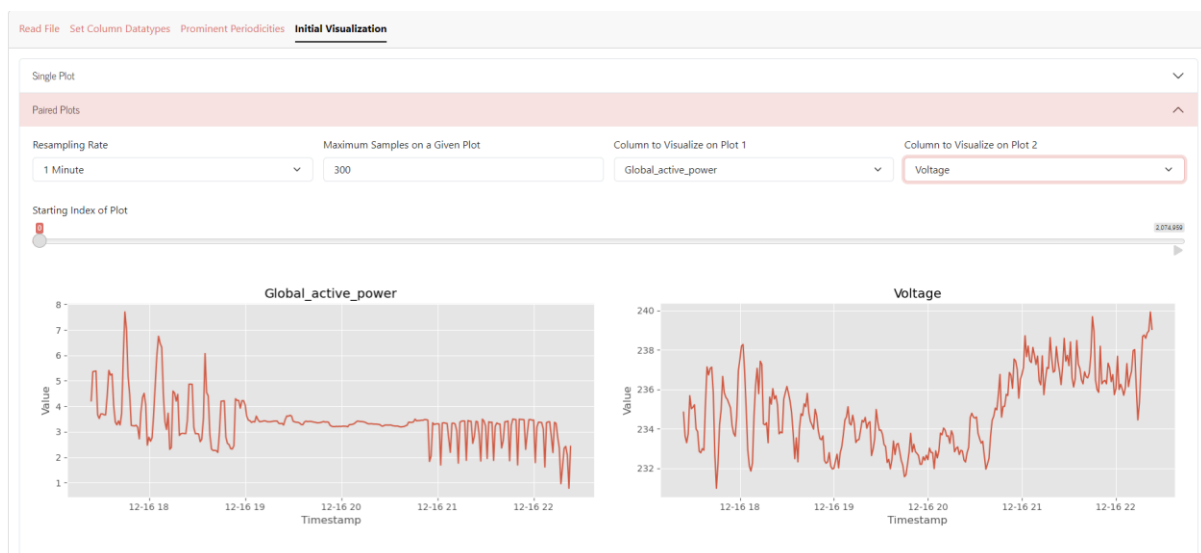 Read File Set Column Datatypes Prominent Periodicities Initial Visualization
Single Plot
Paired Plots
Resampling Rate Maximum Samples on a Given Plot Column to Visualize on Plot 1 Column to Visualize on Plot 2
1 Minute 300 Global_active_power Voltage
Starting Index of Plot
0 2,074,959
Global_active_power
8
7
6
5
4
3
2
1
Value
12-16 18 12-16 19 12-16 20 12-16 21 12-16 22
Timestamp
Voltage
240
238
236
234
232
Value
12-16 18 12-16 19 12-16 20 12-16 21 12-16 22
Timestamp